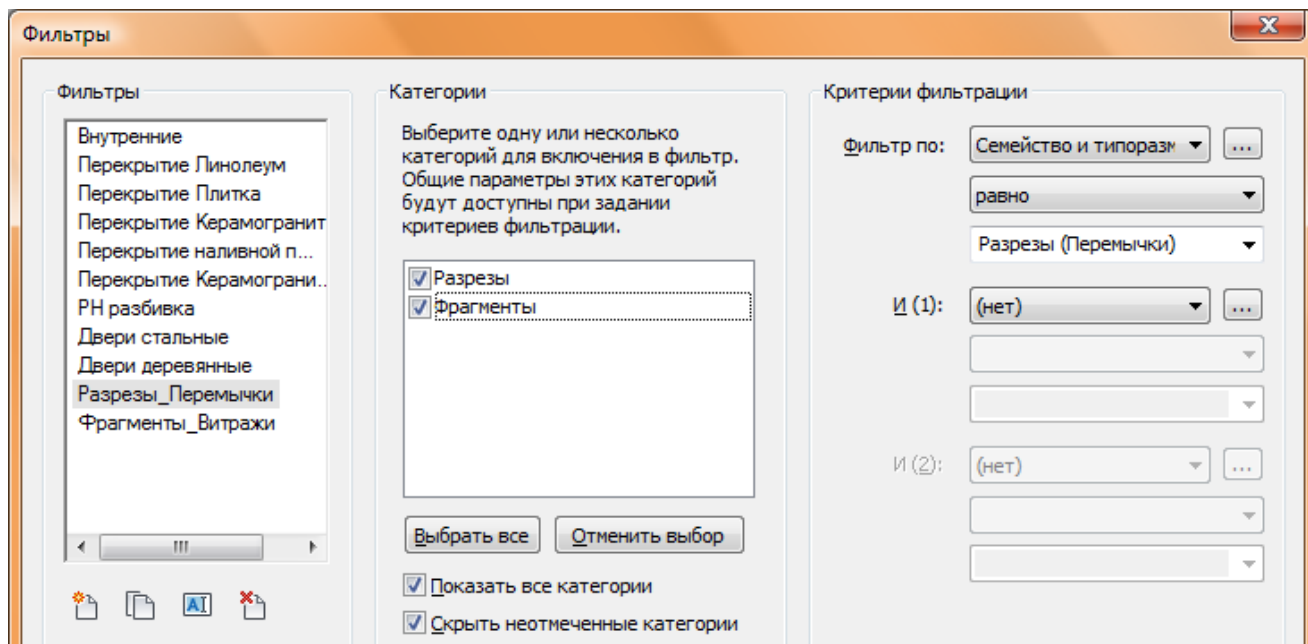 Фильтры
Фильтры
Внутренние
Перекрытие Линолеум
Перекрытие Плитка
Перекрытие Керамогранит
Перекрытие наливной п...
Перекрытие Керамограни..
РН разбивка
Двери стальные
Двери деревянные
Разрезы_Перемычки
Фрагменты_Витражи
Категории
Выберите одну или несколько
категорий для включения в фильтр.
Общие параметры этих категорий
будут доступны при задании
критериев фильтрации.
Разрезы
Фрагменты
Выбрать все
Отменить выбор
Показать все категории
Скрыть неотмеченные категории
Критерии фильтрации
Фильтр по:
Семейство и типоразм
...
равно
Разрезы (Перемычки)
И (1):
(нет)
...
И (2):
(нет)
...